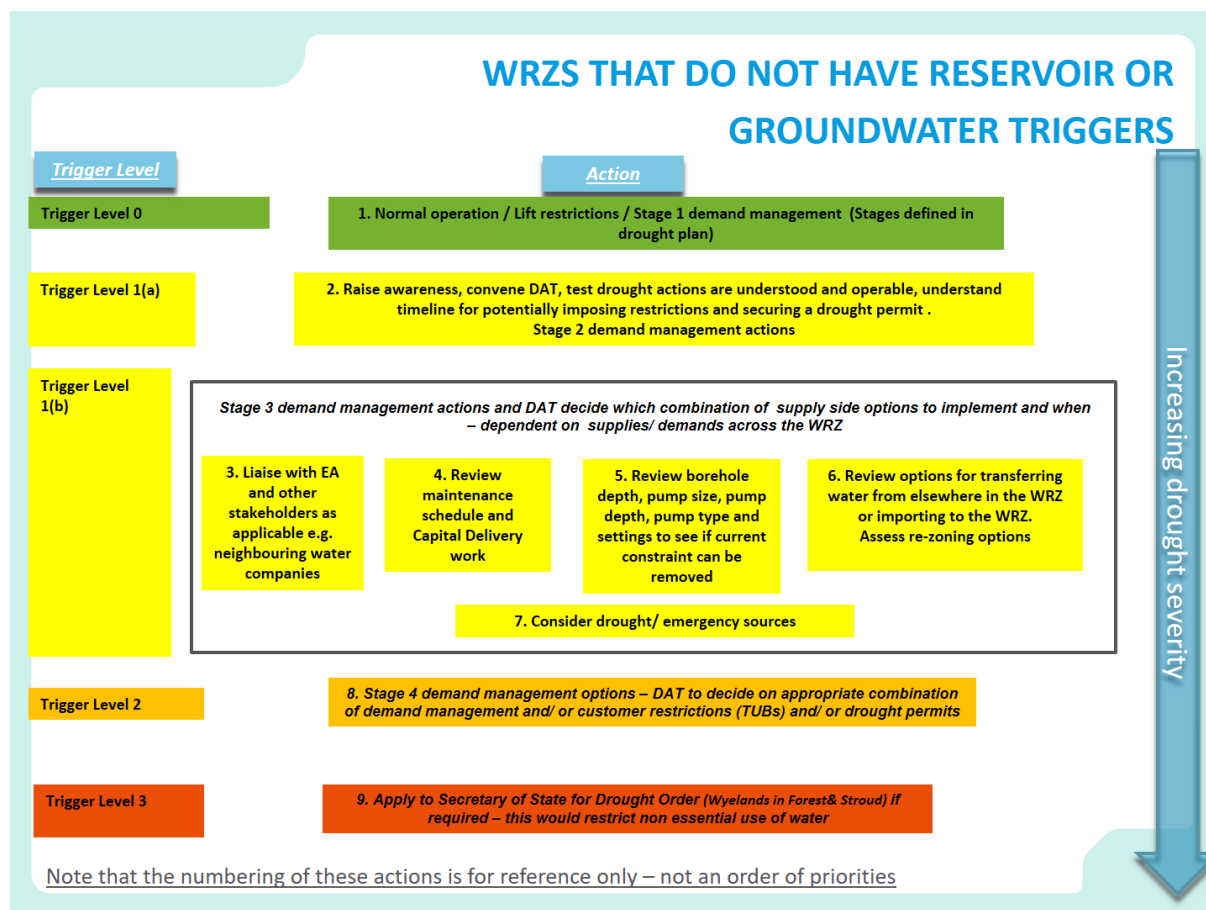 WRZS THAT DO NOT HAVE RESERVOIR OR
GROUNDWATER TRIGGERS
Trigger Level
Action
Trigger Level 0
1. Normal operation / Lift restrictions / Stage 1 demand management (Stages defined in
drought plan)
Trigger Level 1(a)
2. Raise awareness, convene DAT, test drought actions are understood and operable, understand
timeline for potentially imposing restrictions and securing a drought permit .
Stage 2 demand management actions
Trigger Level
1(b)
Stage 3 demand management actions and DAT decide which combination of supply side options to implement and when
– dependent on supplies/ demands across the WRZ
3. Liaise with EA
and other
stakeholders as
applicable e.g.
neighbouring water
companies
4. Review
maintenance
schedule and
Capital Delivery
work
5. Review borehole
depth, pump size, pump
depth, pump type and
settings to see if current
constraint can be
removed
6. Review options for transferring
water from elsewhere in the WRZ
or importing to the WRZ.
Assess re-zoning options
7. Consider drought/ emergency sources
Trigger Level 2
8. Stage 4 demand management options – DAT to decide on appropriate combination
of demand management and/ or customer restrictions (TUBs) and/ or drought permits
Trigger Level 3
9. Apply to Secretary of State for Drought Order (Wyelands in Forest& Stroud) if
required – this would restrict non essential use of water
Increasing drought severity
Note that the numbering of these actions is for reference only – not an order of priorities